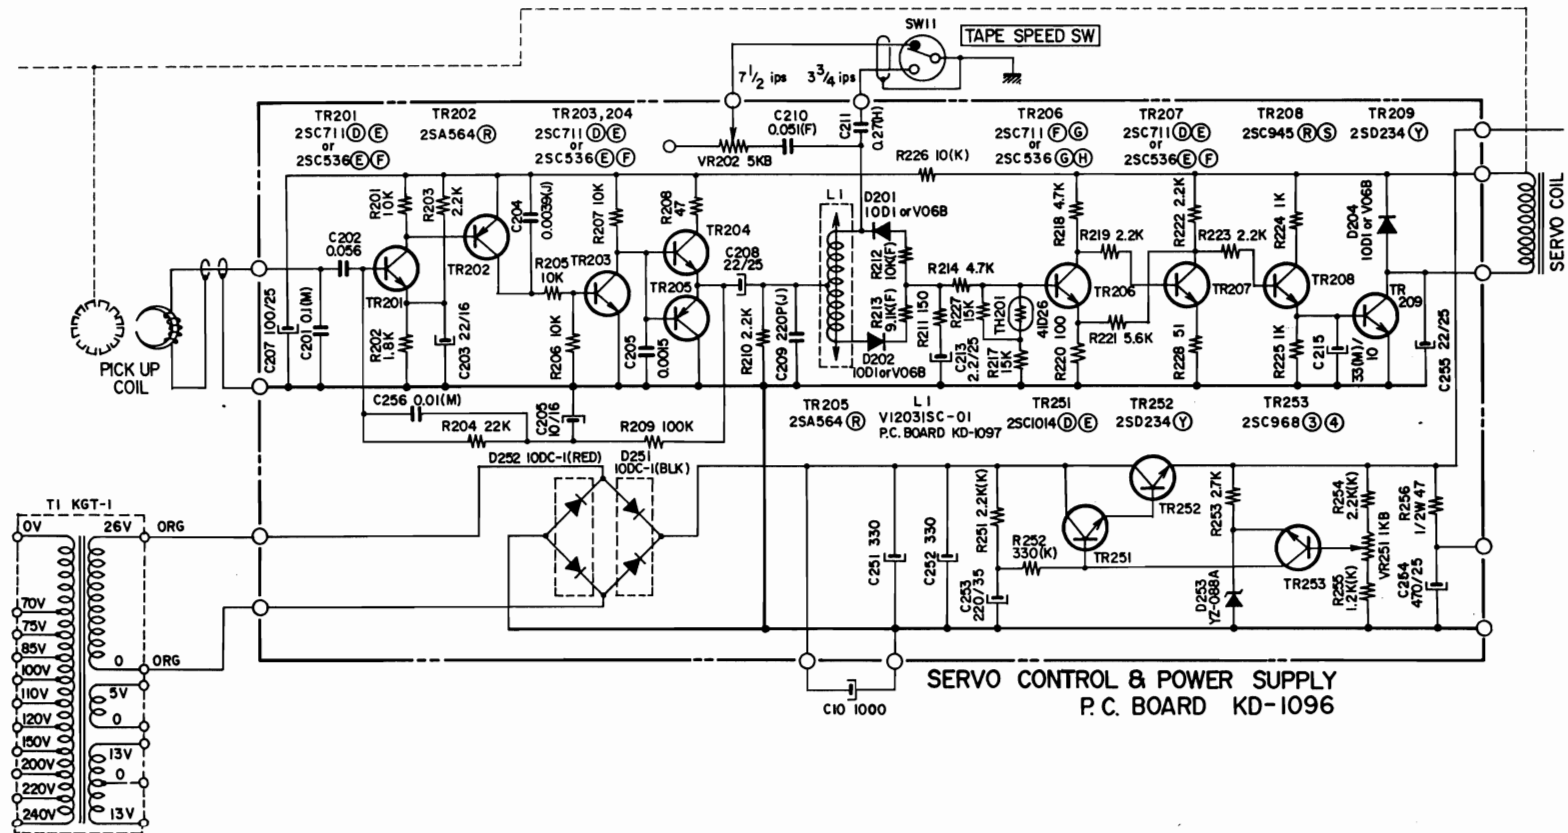 SW11
TAPE SPEED SW
7 1/2 ips
3 3/4 ips
TR201
2SC711 Ⓓ Ⓔ
or
2SC536 Ⓔ Ⓕ
TR202
2SA564 Ⓡ
TR203,204
2SC711 Ⓓ Ⓔ
or
2SC536 Ⓔ Ⓕ
C210
0.051(F)
C211
0.27(H)
VR202 5KB
R226 10(K)
TR206
2SC711 Ⓕ Ⓖ
or
2SC536 Ⓖ Ⓗ
TR207
2SC711 Ⓓ Ⓔ
or
2SC536 Ⓔ Ⓕ
TR208
2SC945 Ⓡ Ⓢ
TR209
2SD234 Ⓨ
R201
10K
R203
2.2K
C204
0.0039(J)
R207 10K
R208
47
L1
D201
10D1 or V06B
R218 4.7K
R222 2.2K
R224 1K
D204
10D1 or V06B
SERVO COIL
C202
0.056
TR202
R205
10K
TR203
TR204
C208
22/25
R212
10K(F)
R219 2.2K
R223 2.2K
TR201
TR205
R214 4.7K
TR206
TR207
TR208
TR
209
PICK UP
COIL
C207 100/25
C201 0.1(M)
R202
1.8K
C203 22/16
R206 10K
C205
0.0015
R210 2.2K
C209 220P(J)
R213
9.1K(F)
D202
10D1 or V06B
R211 150
C213
2.2/25
R227
15K
R217
15K
TH201
41D26
R220 100
R221 5.6K
R228 51
R225 1K
C215
33(M)/
10
C255 22/25
C256 0.01(M)
R204 22K
C205
10/16
R209 100K
TR205
2SA564 Ⓡ
L1
V12031SC-01
P.C. BOARD KD-1097
TR251
2SC1014 Ⓓ Ⓔ
TR252
2SD234 Ⓨ
TR253
2SC968 ③ ④
D252 10DC-1(RED)
D251
10DC-1(BLK)
T1 KGT-1
0V
26V
ORG
70V
75V
85V
100V
0
ORG
110V
5V
120V
0
150V
13V
200V
0
220V
240V
13V
C251 330
C252 330
R251 2.2K(K)
R252
330(K)
C253
220/35
TR251
TR252
R253 2.7K
D253
YZ-088A
TR253
R254
2.2K(K)
VR251 1KB
R255
1.2K(K)
R256
1/2W 47
C254
470/25
C10 1000
SERVO CONTROL & POWER SUPPLY
P. C. BOARD KD-1096